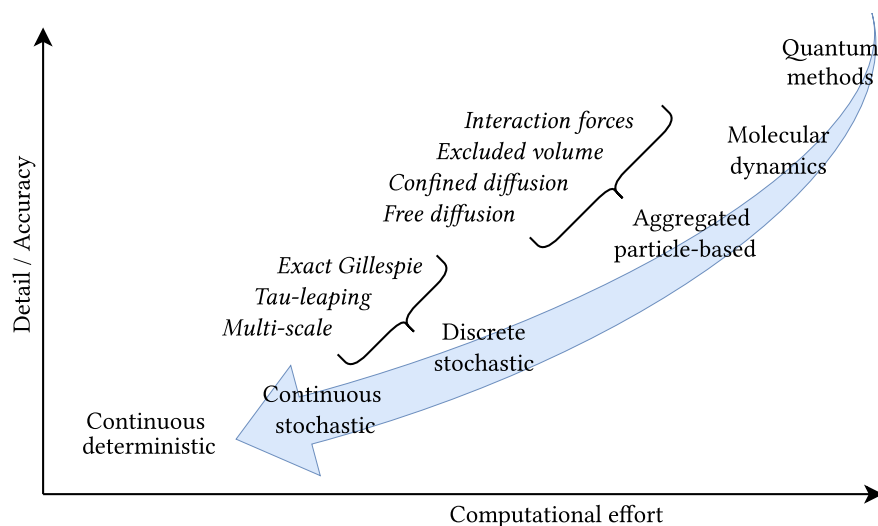 Quantum
methods
Molecular
dynamics
Interaction forces
Excluded volume
Confined diffusion
Free diffusion
Aggregated
particle-based
Exact Gillespie
Tau-leaping
Multi-scale
Discrete
stochastic
Continuous
stochastic
Continuous
deterministic
Detail / Accuracy
Computational effort